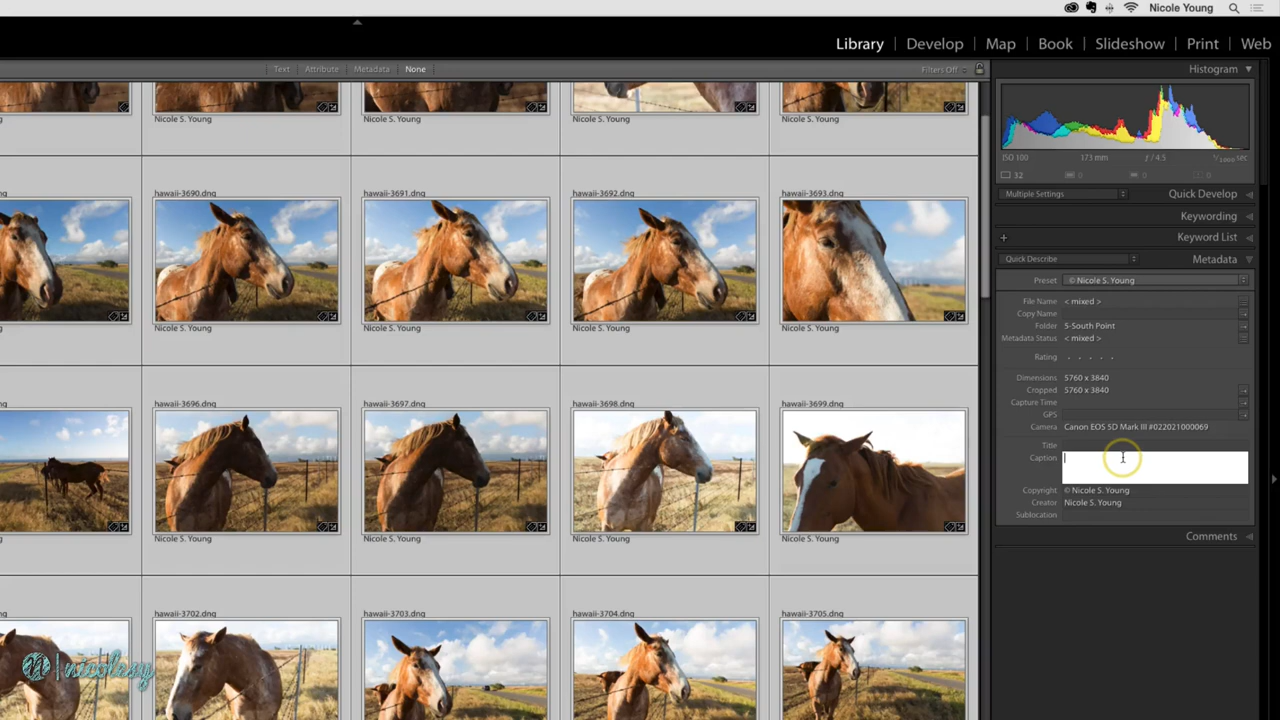 Nicole Young
Library | Develop | Map | Book | Slideshow | Print | Web
Text Attribute Metadata None Filters Off
Histogram
Nicole S. Young Nicole S. Young Nicole S. Young Nicole S. Young
ISO 100 173 mm ƒ / 4.5 sec
32 0 0 0
hawaii-3690.dng hawaii-3691.dng hawaii-3692.dng hawaii-3693.dng
Multiple Settings Quick Develop
Keywording
+ Keyword List
Quick Describe Metadata
Preset © Nicole S. Young
File Name < mixed >
Copy Name
Folder 5-South Point
Metadata Status < mixed >
Rating
Nicole S. Young Nicole S. Young Nicole S. Young Nicole S. Young
Dimensions 5760 x 3840
Cropped 5760 x 3840
Capture Time
GPS
Camera Canon EOS 5D Mark III #022021000069
hawaii-3696.dng hawaii-3697.dng hawaii-3698.dng hawaii-3699.dng
Title
Caption
Copyright © Nicole S. Young
Creator Nicole S. Young
Sublocation
Comments
Nicole S. Young Nicole S. Young Nicole S. Young Nicole S. Young
hawaii-3702.dng hawaii-3703.dng hawaii-3704.dng hawaii-3705.dng
nicolesy